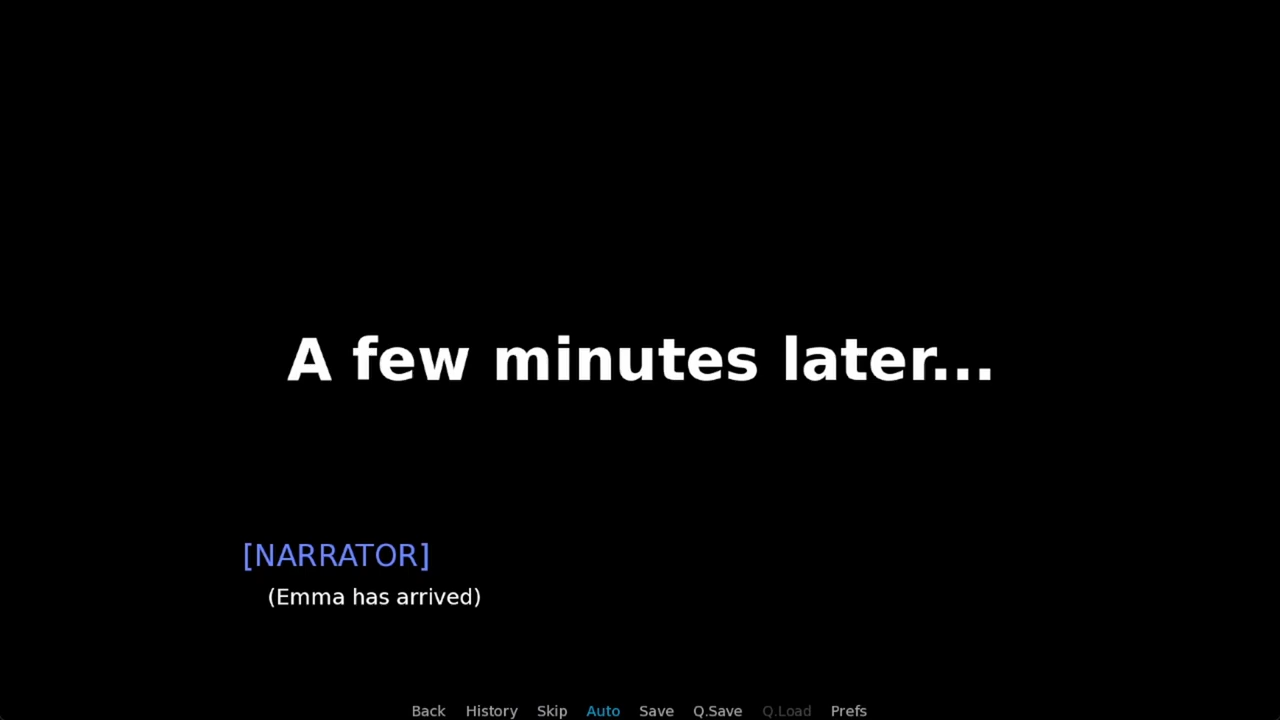 A few minutes later...
[NARRATOR]
(Emma has arrived)
Back History Skip Auto Save Q.Save Q.Load Prefs